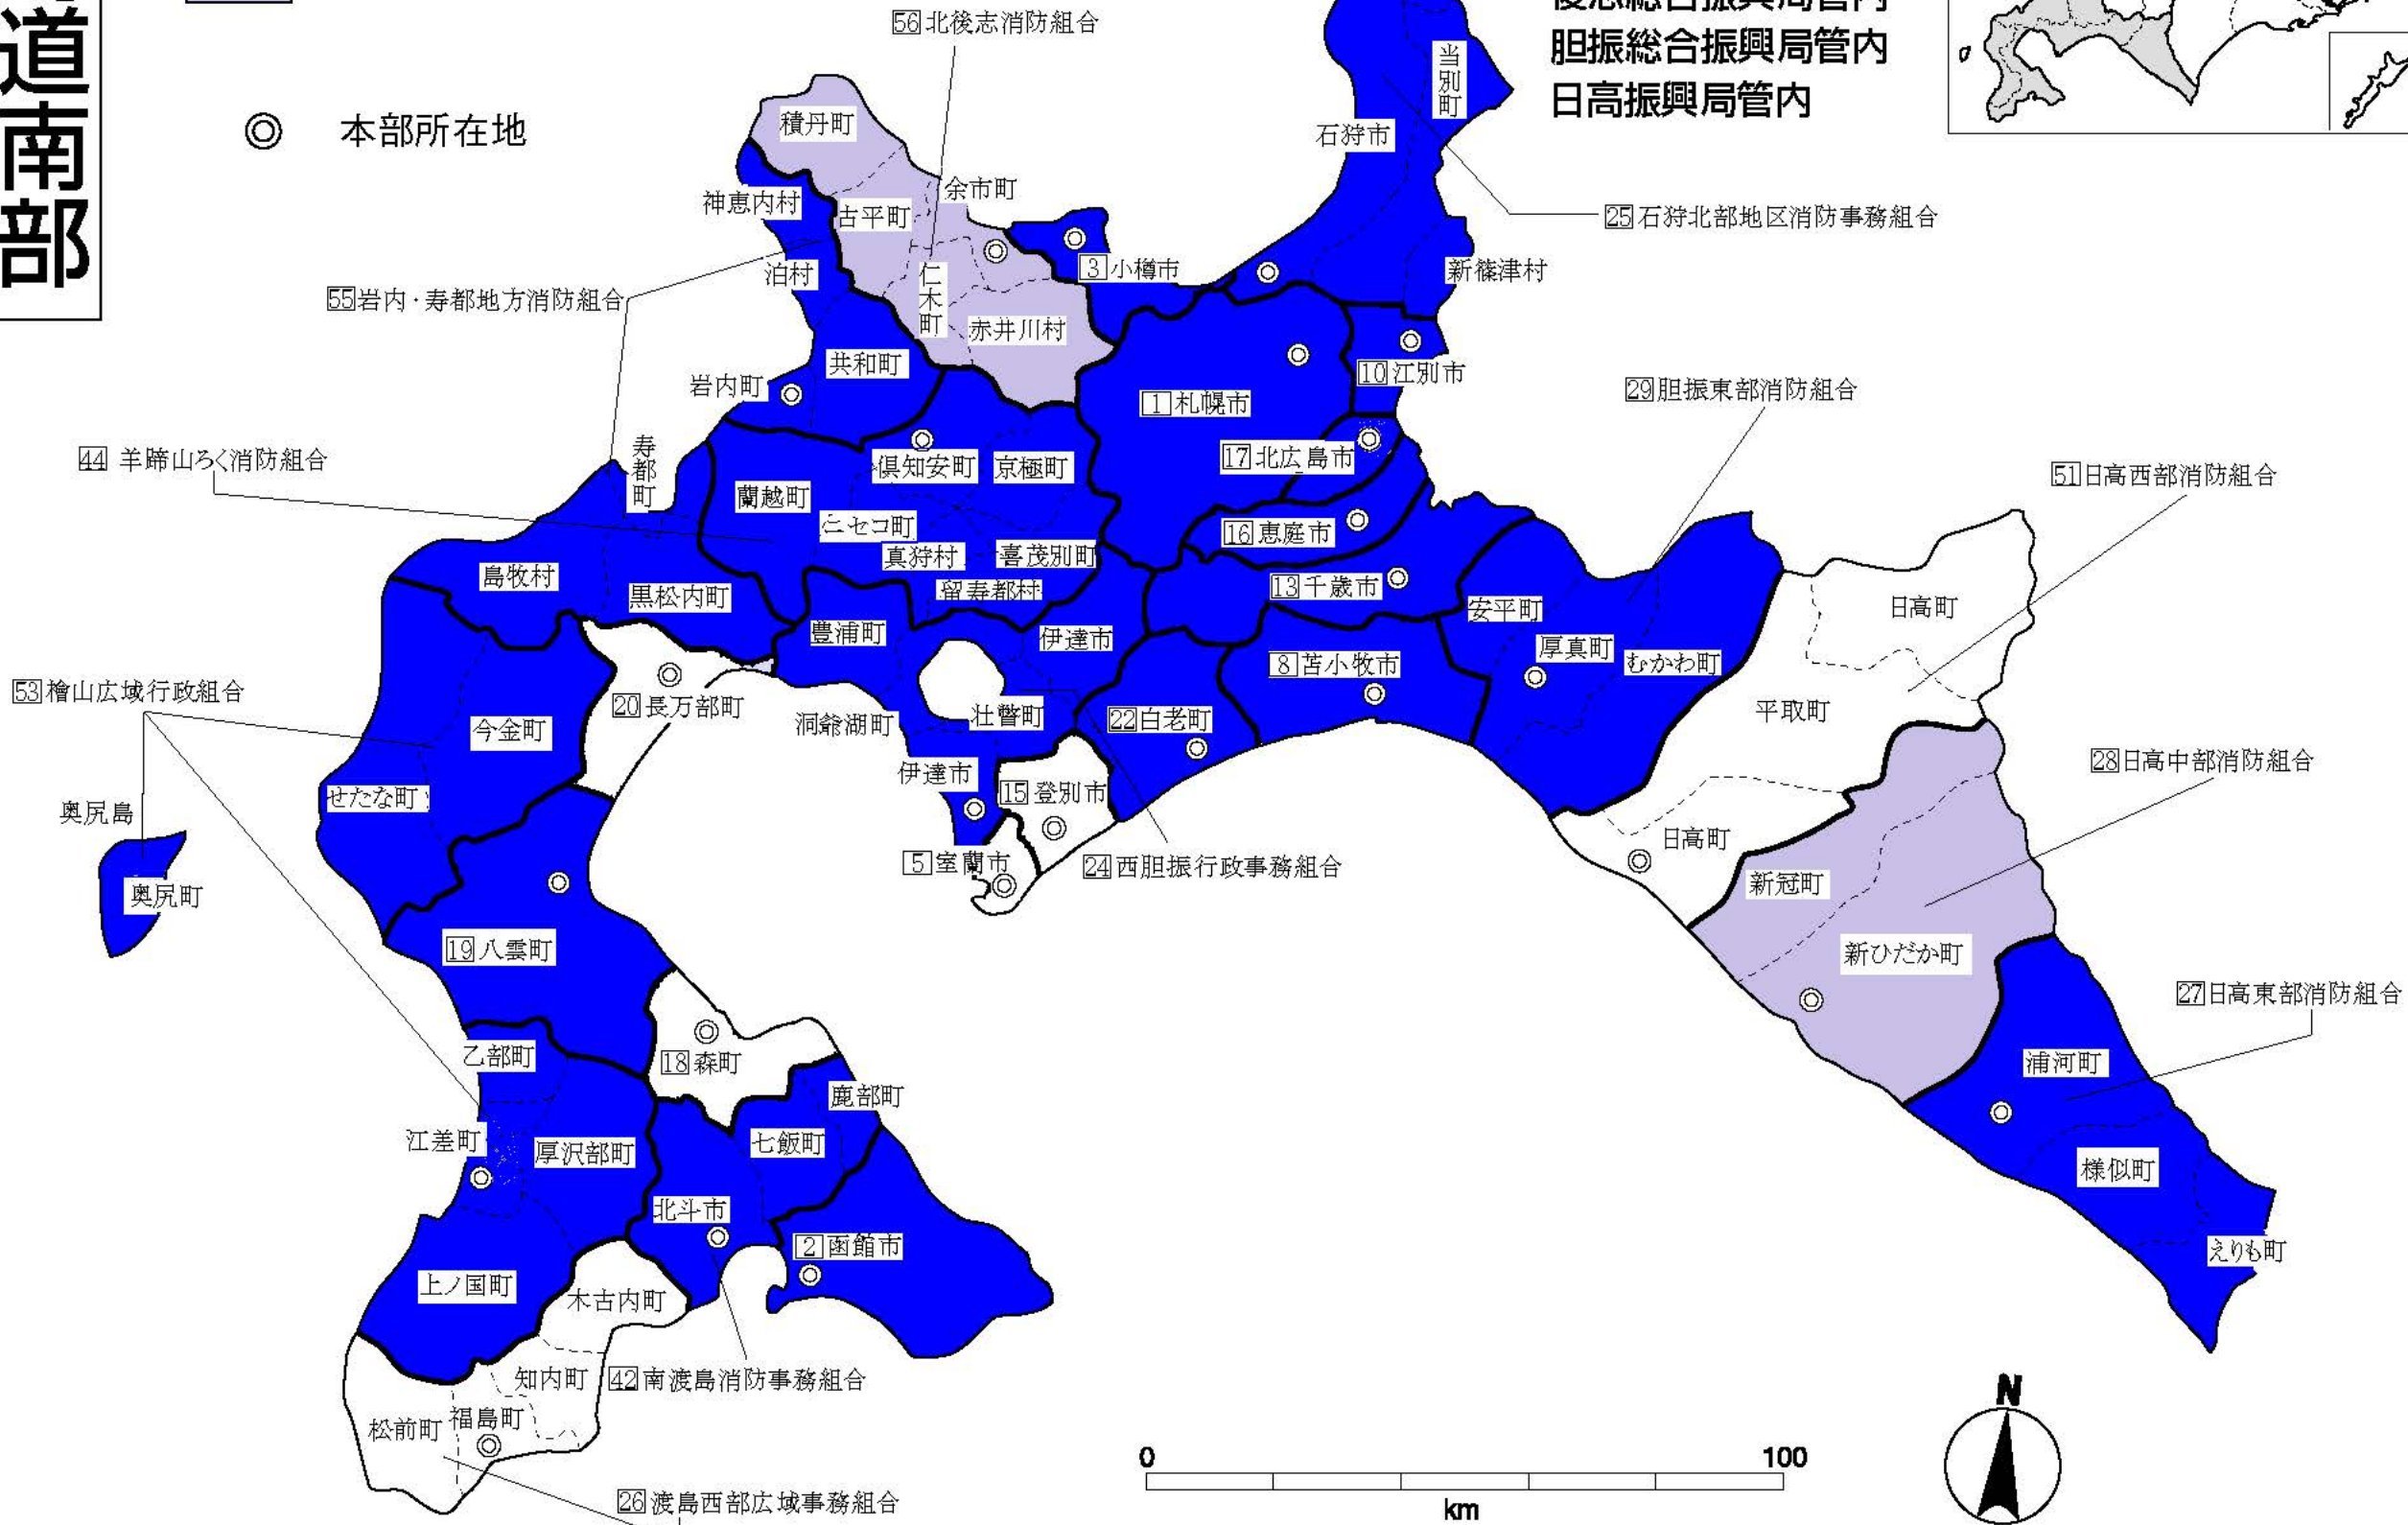 道南部
◎ 本部所在地
胆振総合振興局管内
日高振興局管内
56北後志消防組合
積丹町
当別町
石狩市
神恵内村
古平町
余市町
25石狩北部地区消防事務組合
泊村
仁木町
3小樽市
新篠津村
55岩内・寿都地方消防組合
赤井川村
共和町
岩内町
10江別市
1札幌市
29胆振東部消防組合
44 羊蹄山ろく消防組合
寿都町
倶知安町
京極町
17北広島市
51日高西部消防組合
蘭越町
ニセコ町
16恵庭市
真狩村
喜茂別町
島牧村
黒松内町
留寿都村
13千歳市
安平町
日高町
豊浦町
伊達市
厚真町
むかわ町
8苫小牧市
53檜山広域行政組合
20長万部町
今金町
洞爺湖町
壮瞥町
22白老町
平取町
28日高中部消防組合
伊達市
15登別市
せたな町
奥尻島
日高町
5室蘭市
24西胆振行政事務組合
奥尻町
新冠町
19八雲町
新ひだか町
27日高東部消防組合
乙部町
18森町
浦河町
鹿部町
江差町
厚沢部町
七飯町
様似町
北斗市
2函館市
えりも町
上ノ国町
木古内町
知内町
42南渡島消防事務組合
松前町
福島町
26渡島西部広域事務組合
0 100
km
N